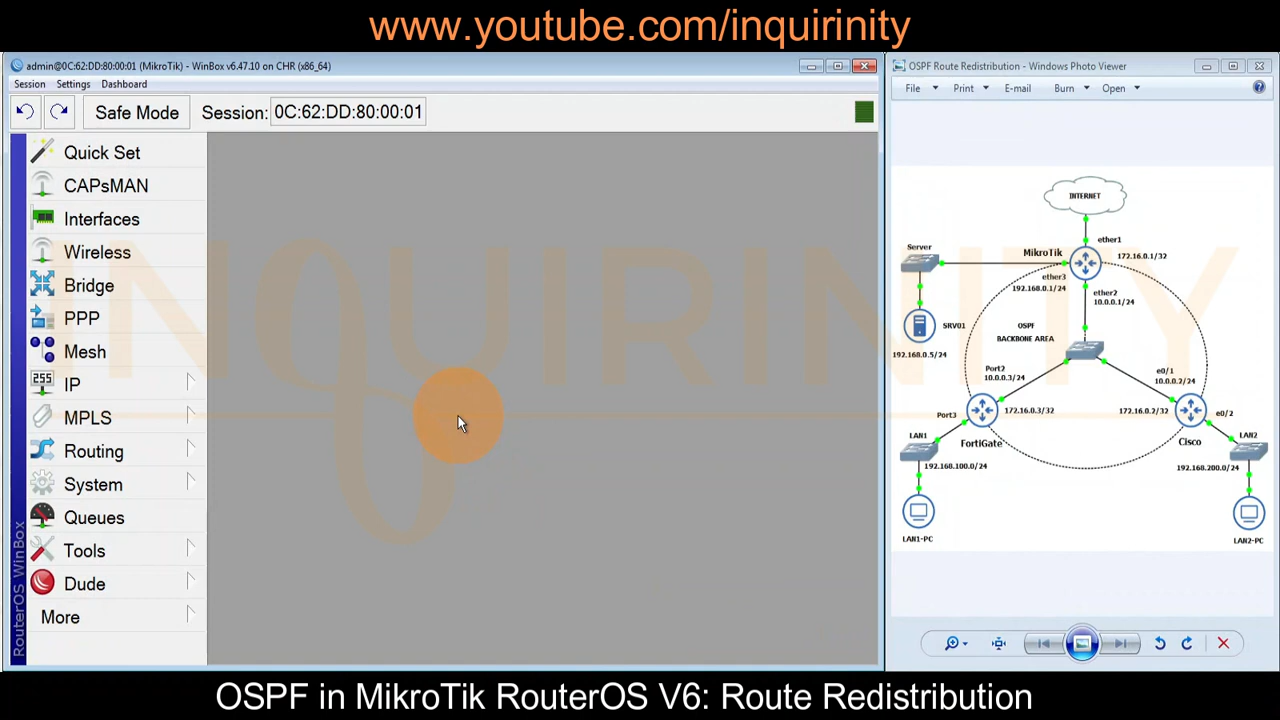 www.youtube.com/inquirinity
admin@0C:62:DD:80:00:01 (MikroTik) - WinBox v6.47.10 on CHR (x86_64)
Session Settings Dashboard
Safe Mode Session: 0C:62:DD:80:00:01
Quick Set
CAPsMAN
Interfaces
Wireless
Bridge
PPP
Mesh
255 IP
MPLS
Routing
System
Queues
Tools
Dude
More
RouterOS WinBox
INQUIRINITY
OSPF Route Redistribution - Windows Photo Viewer
File Print E-mail Burn Open
INTERNET
ether1
Server
MikroTik
172.16.0.1/32
ether3
192.168.0.1/24
ether2
10.0.0.1/24
SRV01
OSPF
BACKBONE AREA
192.168.0.5/24
Port2
10.0.0.3/24
e0/1
10.0.0.2/24
Port3
172.16.0.3/32
172.16.0.2/32
e0/2
LAN1
FortiGate
Cisco
LAN2
192.168.100.0/24
192.168.200.0/24
LAN1-PC
LAN2-PC
OSPF in MikroTik RouterOS V6: Route Redistribution